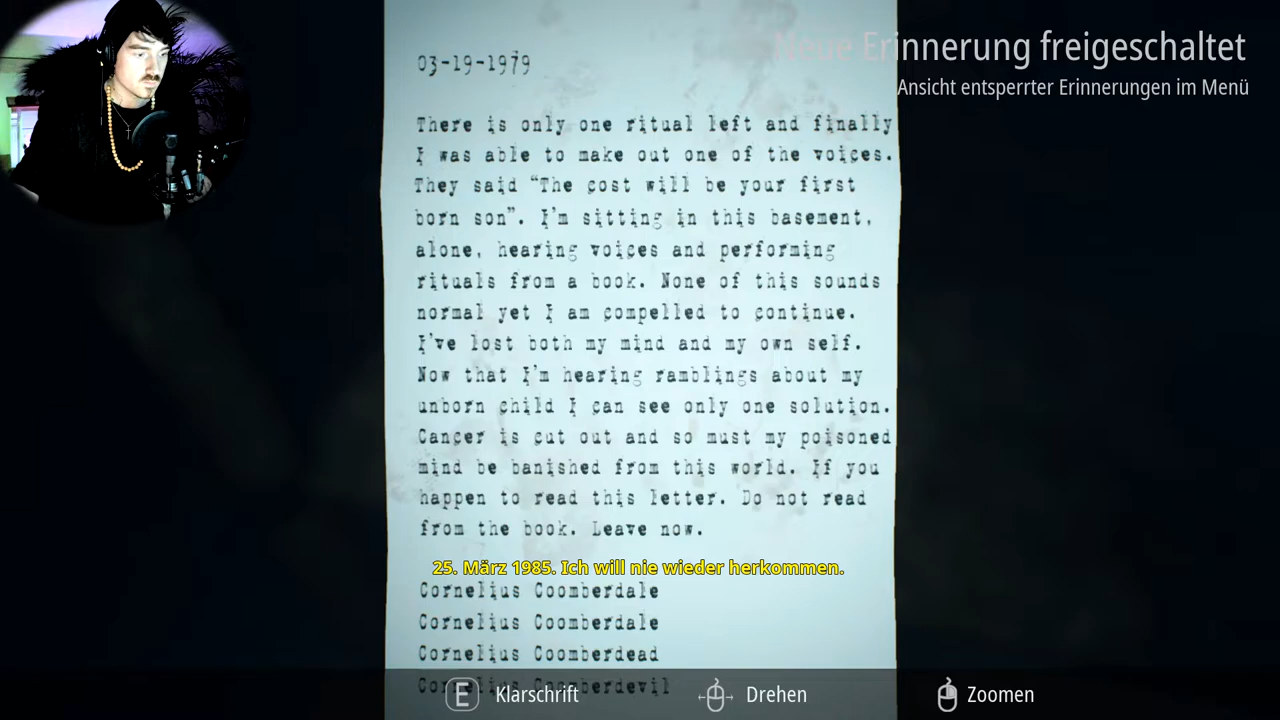 Neue Erinnerung freigeschaltet
Ansicht entsperrter Erinnerungen im Menü
03-19-1979
There is only one ritual left and finally
I was able to make out one of the voices.
They said “The cost will be your first
born son”. I'm sitting in this basement,
alone, hearing voices and performing
rituals from a book. None of this sounds
normal yet I am compelled to continue.
I've lost both my mind and my own self.
Now that I'm hearing ramblings about my
unborn child I can see only one solution.
Cancer is cut out and so must my poisoned
mind be banished from this world. If you
happen to read this letter. Do not read
from the book. Leave now.
25. März 1985. Ich will nie wieder herkommen.
Cornelius Coomberdale
Cornelius Coomberdale
Cornelius Coomberdead
Cornelius Coomberdevil
E Klarschrift Drehen Zoomen